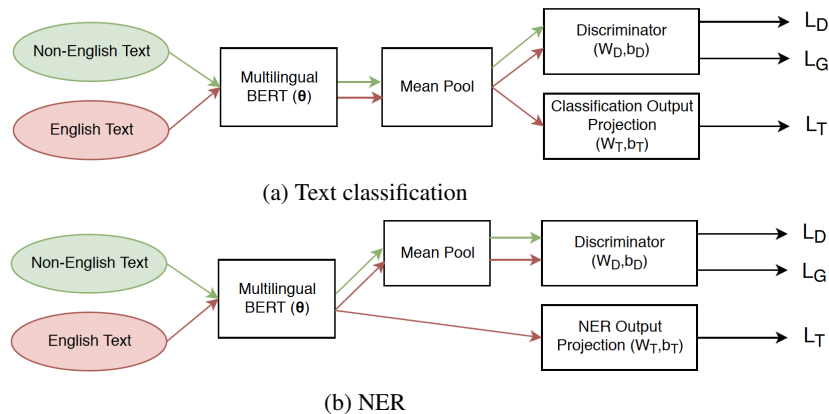 Non-English Text
English Text
Multilingual
BERT (θ)
Mean Pool
Discriminator
(W_D,b_D)
Classification Output
Projection
(W_T,b_T)
L_D
L_G
L_T
(a) Text classification
Non-English Text
English Text
Multilingual
BERT (θ)
Mean Pool
Discriminator
(W_D,b_D)
NER Output
Projection (W_T,b_T)
L_D
L_G
L_T
(b) NER